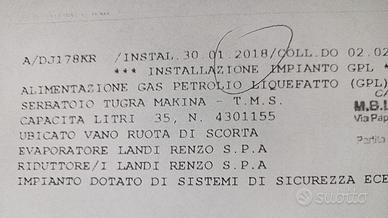 A/DJ178KR /INSTAL.30.01.2018/COLL.DO 02.02
*** INSTALLAZIONE IMPIANTO GPL *
ALIMENTAZIONE GAS PETROLIO LIQUEFATTO (GPL)
SERBATOIO TUGRA MAKINA - T.M.S.
CAPACITA LITRI 35, N. 4301155
UBICATO VANO RUOTA DI SCORTA
EVAPORATORE LANDI RENZO S.P.A
RIDUTTORE/I LANDI RENZO S.P.A
IMPIANTO DOTATO DI SISTEMI DI SICUREZZA ECE
C/
M.B.
Via Pap
Partita
subito